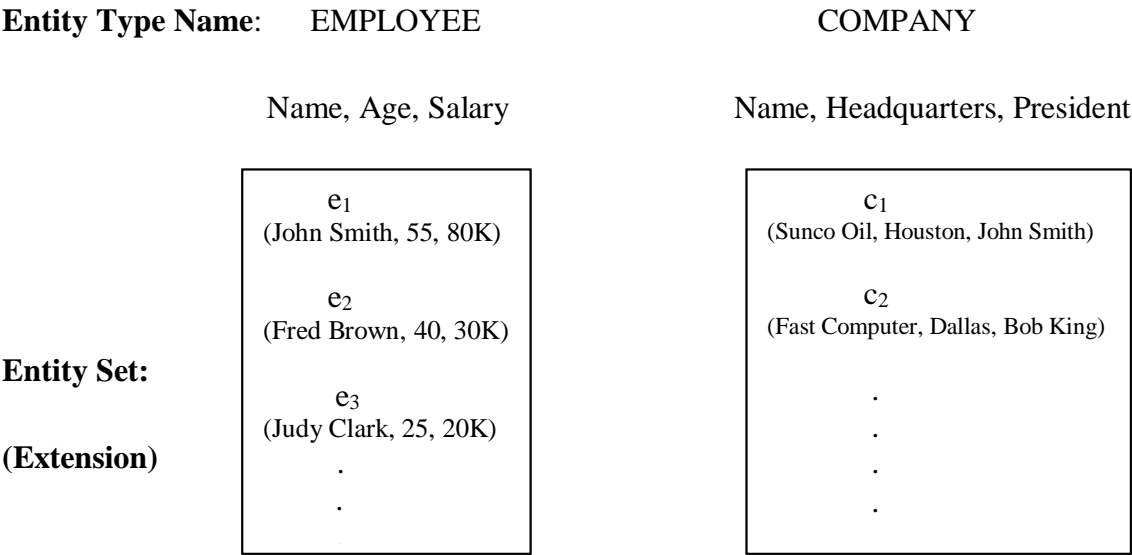 Entity Type Name: EMPLOYEE COMPANY
Name, Age, Salary Name, Headquarters, President
e₁ c₁
(John Smith, 55, 80K) (Sunco Oil, Houston, John Smith)
e₂ c₂
(Fred Brown, 40, 30K) (Fast Computer, Dallas, Bob King)
Entity Set:
e₃ .
(Judy Clark, 25, 20K) .
(Extension) . .
. .